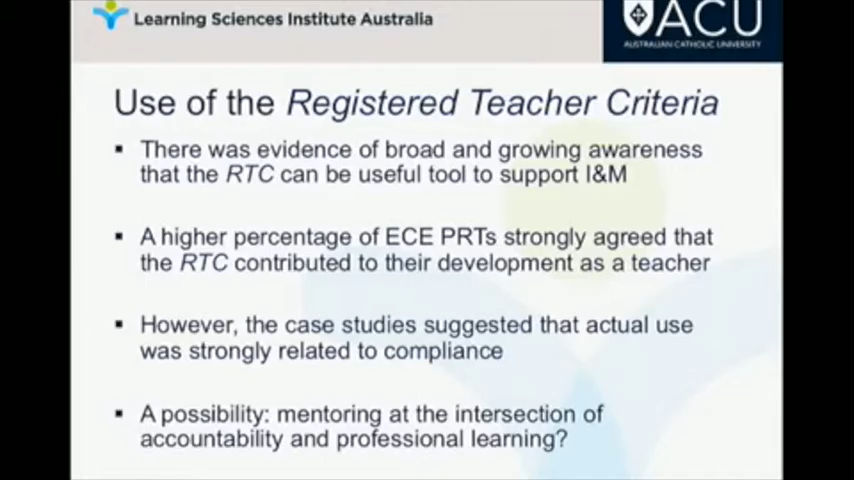 Learning Sciences Institute Australia
ACU
AUSTRALIAN CATHOLIC UNIVERSITY
Use of the Registered Teacher Criteria
▪ There was evidence of broad and growing awareness
that the RTC can be useful tool to support I&M
▪ A higher percentage of ECE PRTs strongly agreed that
the RTC contributed to their development as a teacher
▪ However, the case studies suggested that actual use
was strongly related to compliance
▪ A possibility: mentoring at the intersection of
accountability and professional learning?